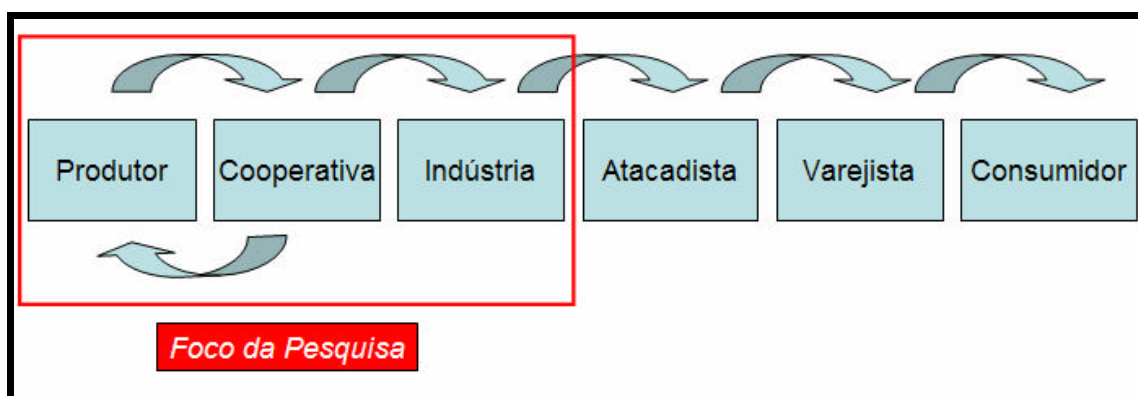 Produtor
Cooperativa
Indústria
Atacadista
Varejista
Consumidor
Foco da Pesquisa